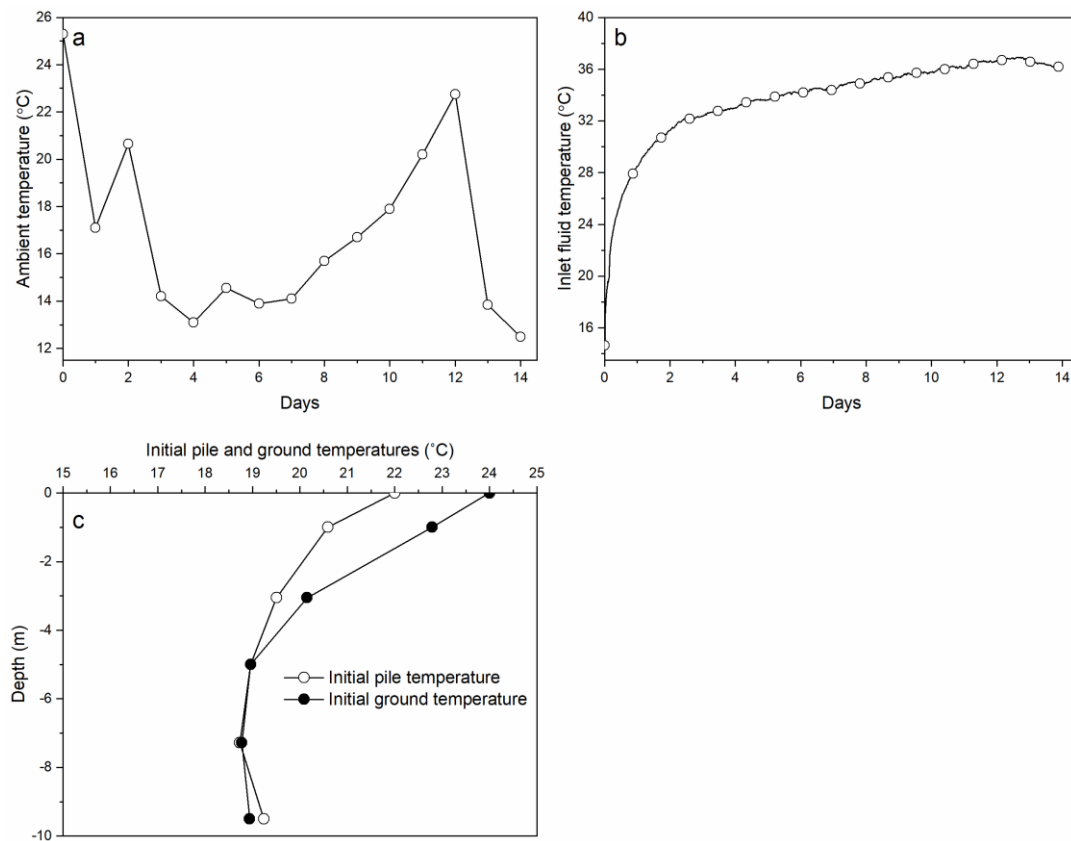 a
Ambient temperature (°C)
26
24
22
20
18
16
14
12
0 2 4 6 8 10 12 14
Days
b
Inlet fluid temperature (°C)
40
36
32
28
24
20
16
0 2 4 6 8 10 12 14
Days
Initial pile and ground temperatures (°C)
15 16 17 18 19 20 21 22 23 24 25
c
Depth (m)
0
-2
-4
-6
-8
-10
Initial pile temperature
Initial ground temperature